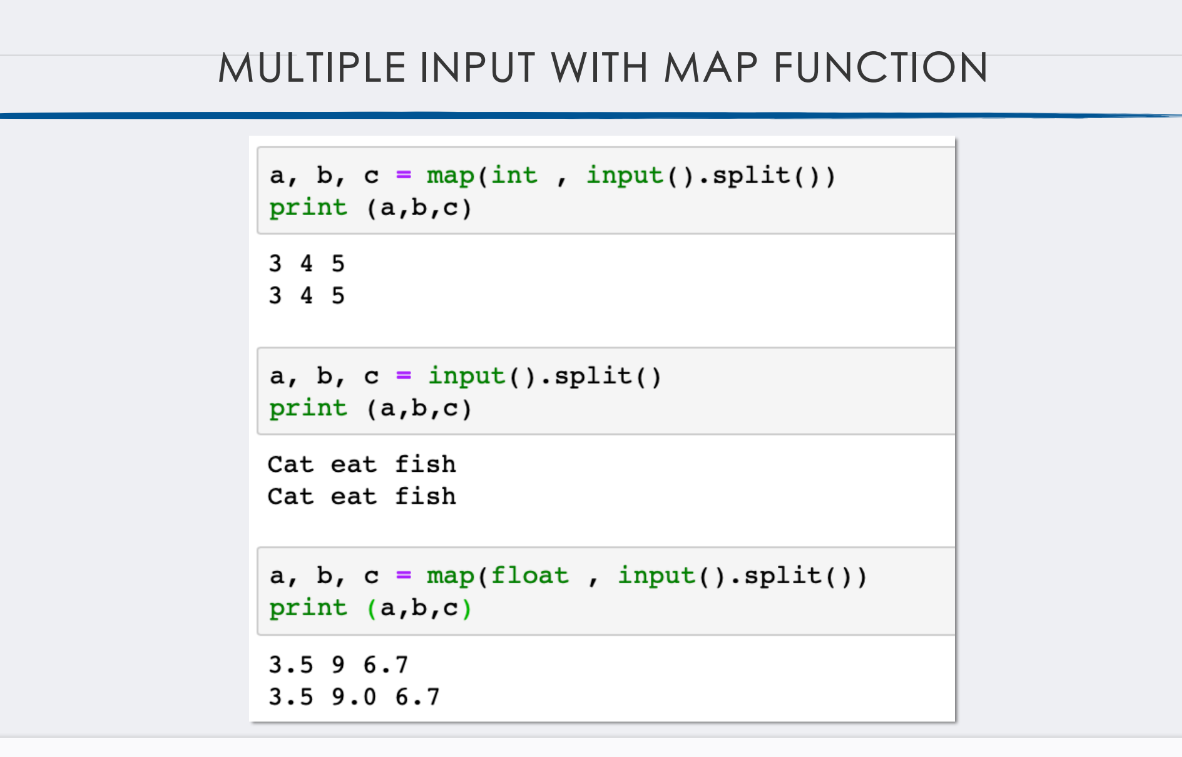 MULTIPLE INPUT WITH MAP FUNCTION
a, b, c = map(int , input().split())
print (a,b,c)
3 4 5
3 4 5
a, b, c = input().split()
print (a,b,c)
Cat eat fish
Cat eat fish
a, b, c = map(float , input().split())
print (a,b,c)
3.5 9 6.7
3.5 9.0 6.7